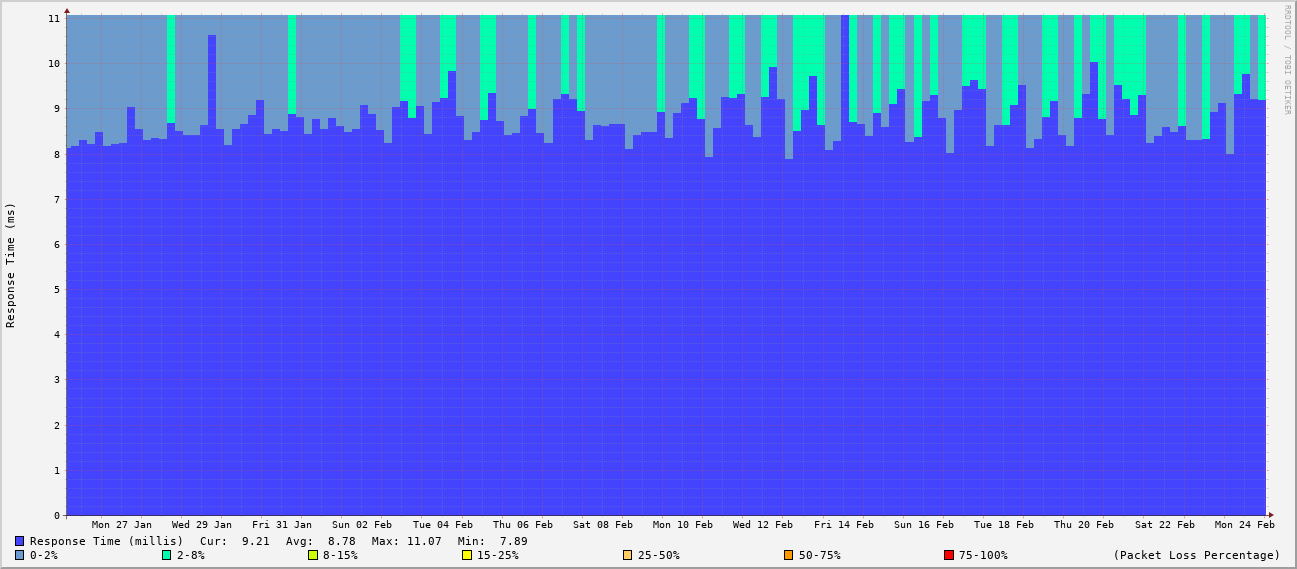 RRDTOOL / TOBI OETIKER
Response Time (ms)
11
10
9
8
7
6
5
4
3
2
1
0
Mon 27 Jan Wed 29 Jan Fri 31 Jan Sun 02 Feb Tue 04 Feb Thu 06 Feb Sat 08 Feb Mon 10 Feb Wed 12 Feb Fri 14 Feb Sun 16 Feb Tue 18 Feb Thu 20 Feb Sat 22 Feb Mon 24 Feb
Response Time (millis) Cur: 9.21 Avg: 8.78 Max: 11.07 Min: 7.89
0-2% 2-8% 8-15% 15-25% 25-50% 50-75% 75-100% (Packet Loss Percentage)